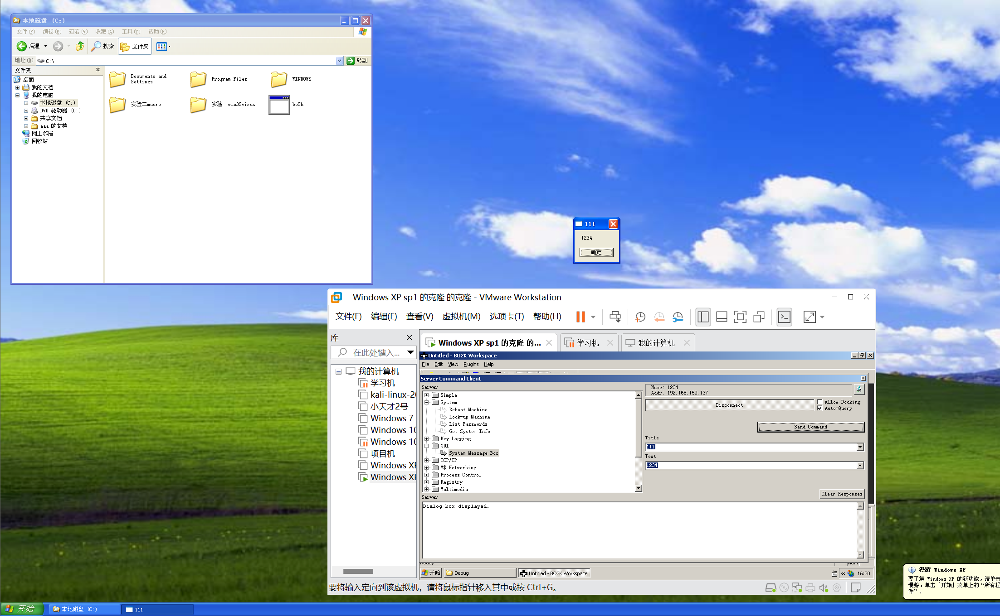 本地磁盘 (C:)
文件(F) 编辑(E) 查看(V) 收藏(A) 工具(T) 帮助(H)
后退 搜索 文件夹
地址(D) C:\ 转到
文件夹
桌面
我的文档
我的电脑
本地磁盘 (C:)
DVD 驱动器 (D:)
共享文档
aaa 的文档
网上邻居
回收站
Documents and Settings
Program Files
WINDOWS
实验二macro
实验一win32virus
bo2k
111
1234
确定
Windows XP sp1 的克隆 的克隆 - VMware Workstation
文件(F) 编辑(E) 查看(V) 虚拟机(M) 选项卡(T) 帮助(H)
库
在此处键入...
我的计算机
学习机
kali-linux-20
小天才2号
Windows 7
Windows 10
Windows 10
项目机
Windows XP
Windows XP
Windows XP sp1 的克隆 的... 学习机 我的计算机
Untitled - BO2K Workspace
File Edit View Plugins Help
Server Command Client
Server
Simple
System
Reboot Machine
Lock-up Machine
List Passwords
Get System Info
Key Logging
GUI
System Message Box
TCP/IP
M$ Networking
Process Control
Registry
Multimedia
Name: 1234
Addr: 192.168.159.137
Disconnect
Allow Docking
Auto-Query
Send Command
Title
111
Text
1234
Clear Responses
Server
Dialog box displayed.
Ready NUM
开始 Debug Untitled - BO2K Workspace « 16:20
要将输入定向到该虚拟机，请将鼠标指针移入其中或按 Ctrl+G。
漫游 Windows XP
要了解 Windows XP 的新功能，请单击
漫游，单击「开始」菜单上的“所有程
件”。
开始 本地磁盘 (C:) 111